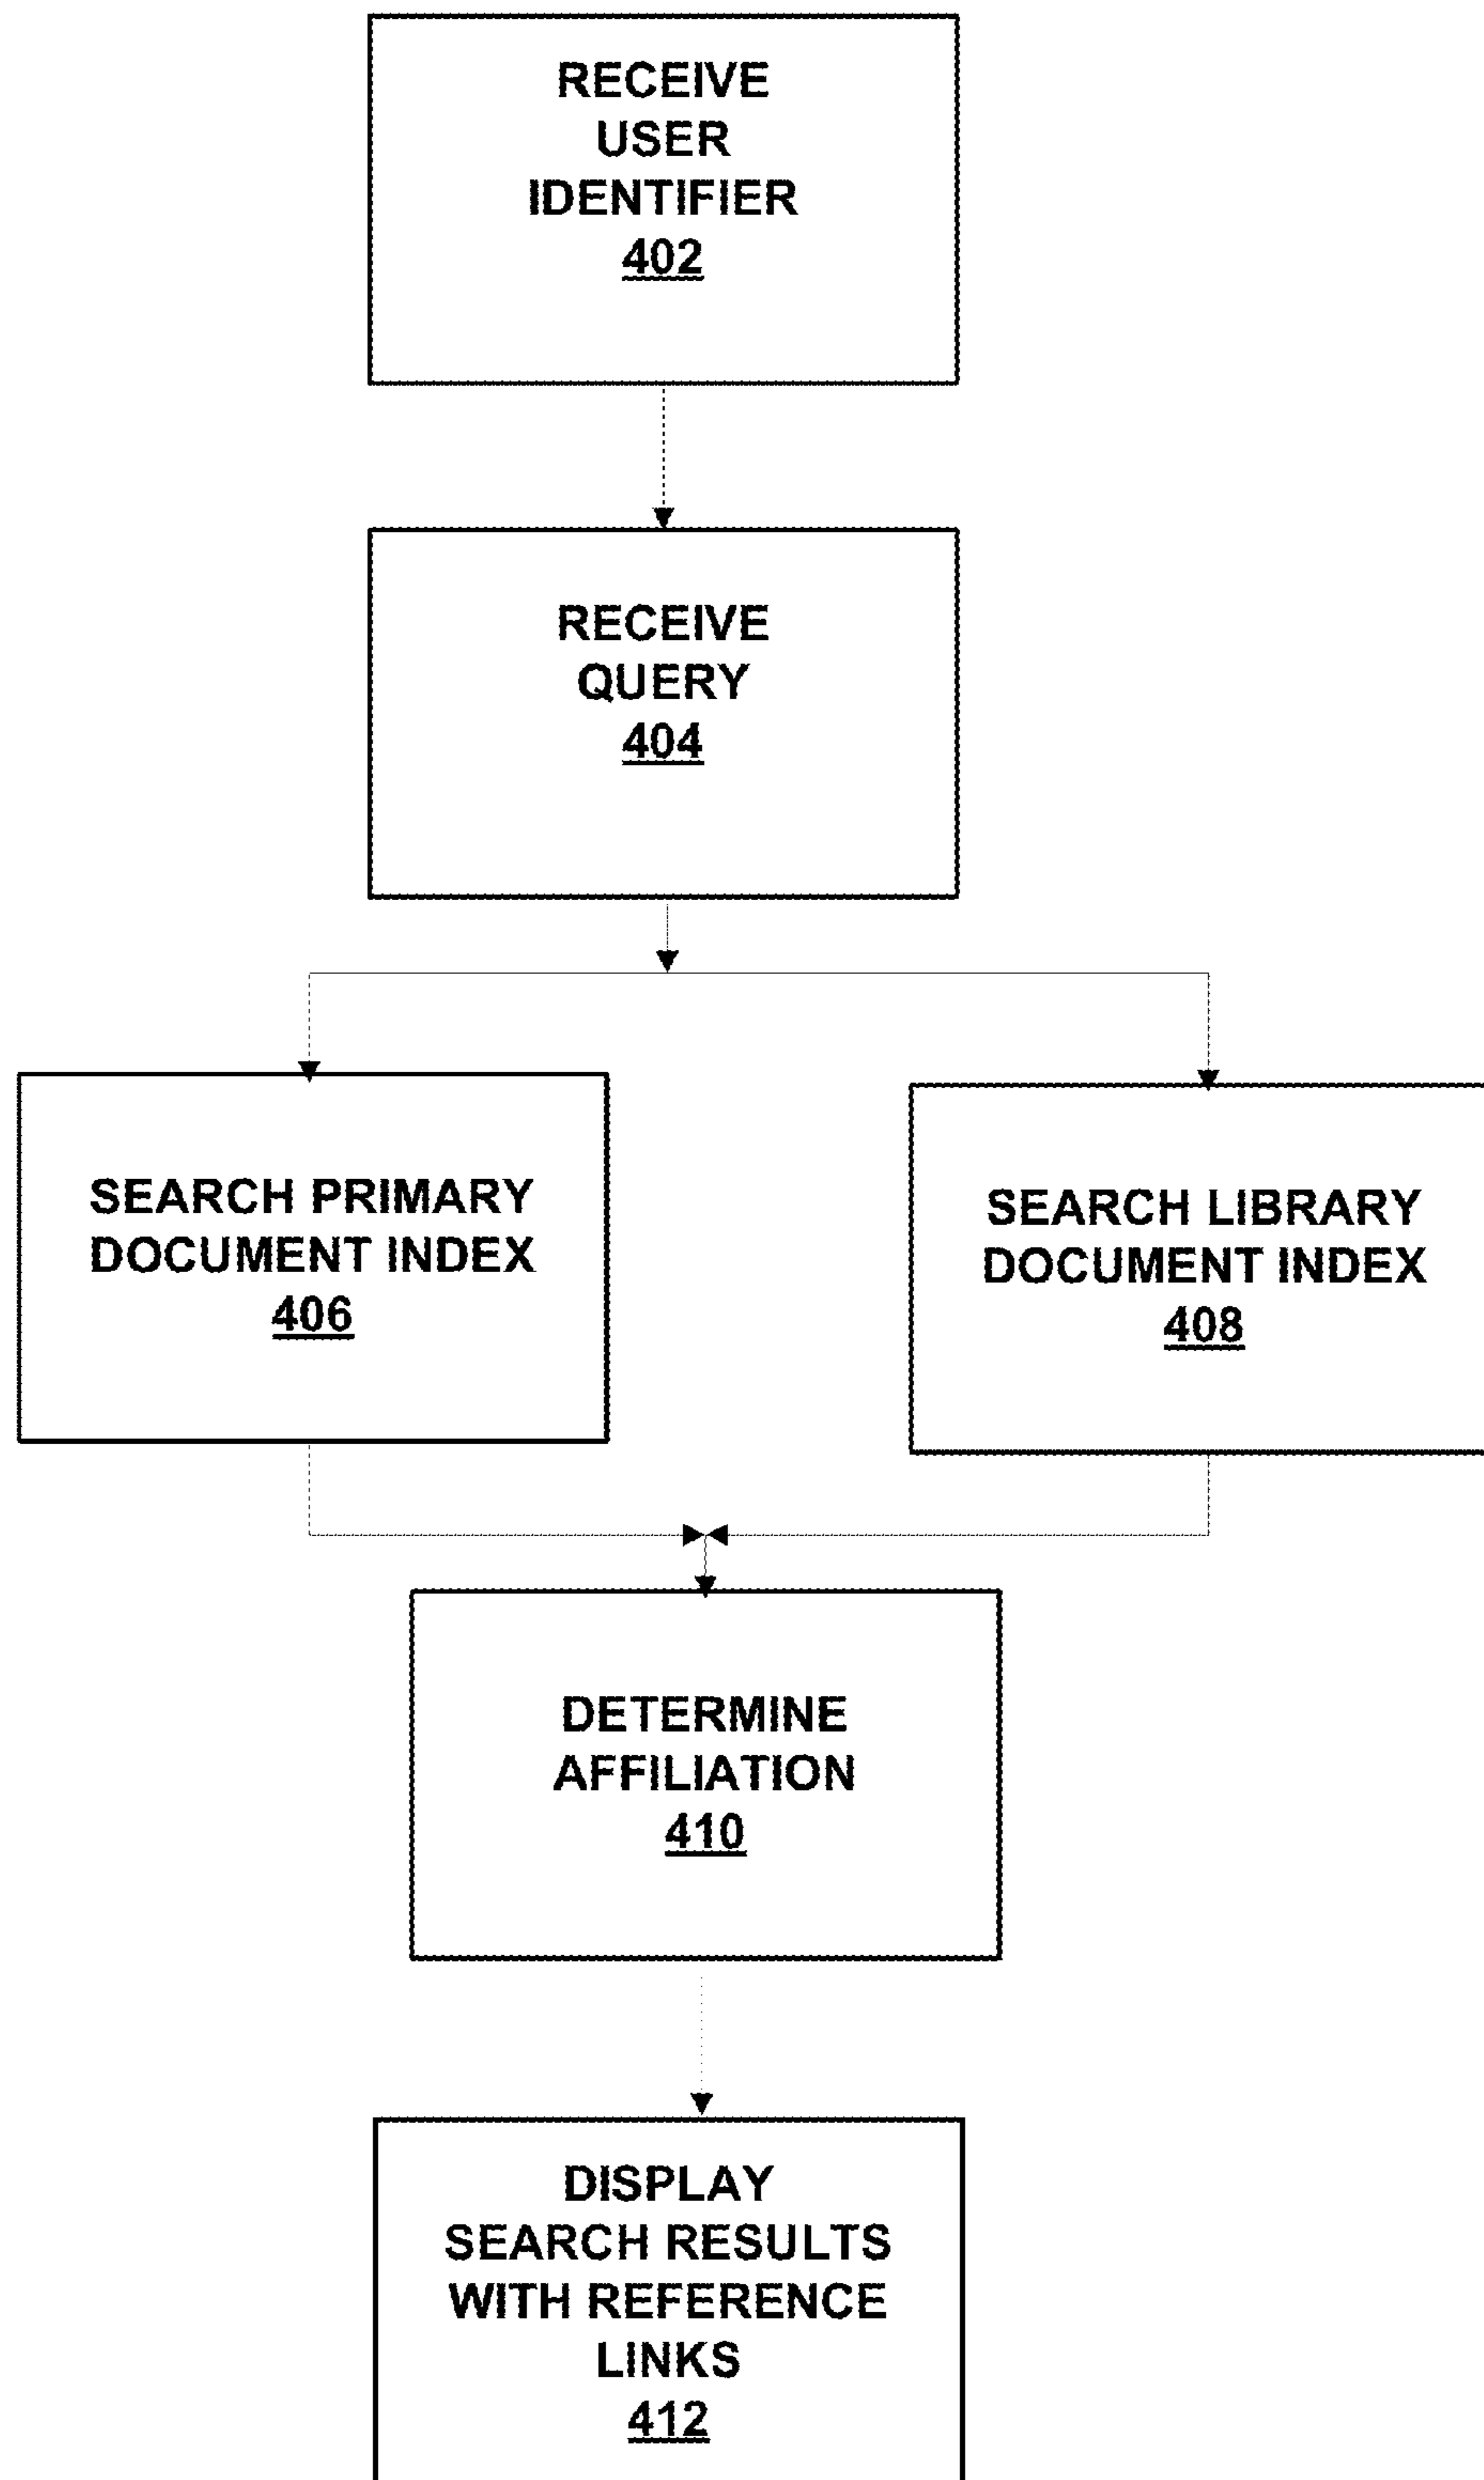 RECEIVE
USER
IDENTIFIER
402
RECEIVE
QUERY
404
SEARCH PRIMARY
DOCUMENT INDEX
406
SEARCH LIBRARY
DOCUMENT INDEX
408
DETERMINE
AFFILIATION
410
DISPLAY
SEARCH RESULTS
WITH REFERENCE
LINKS
412